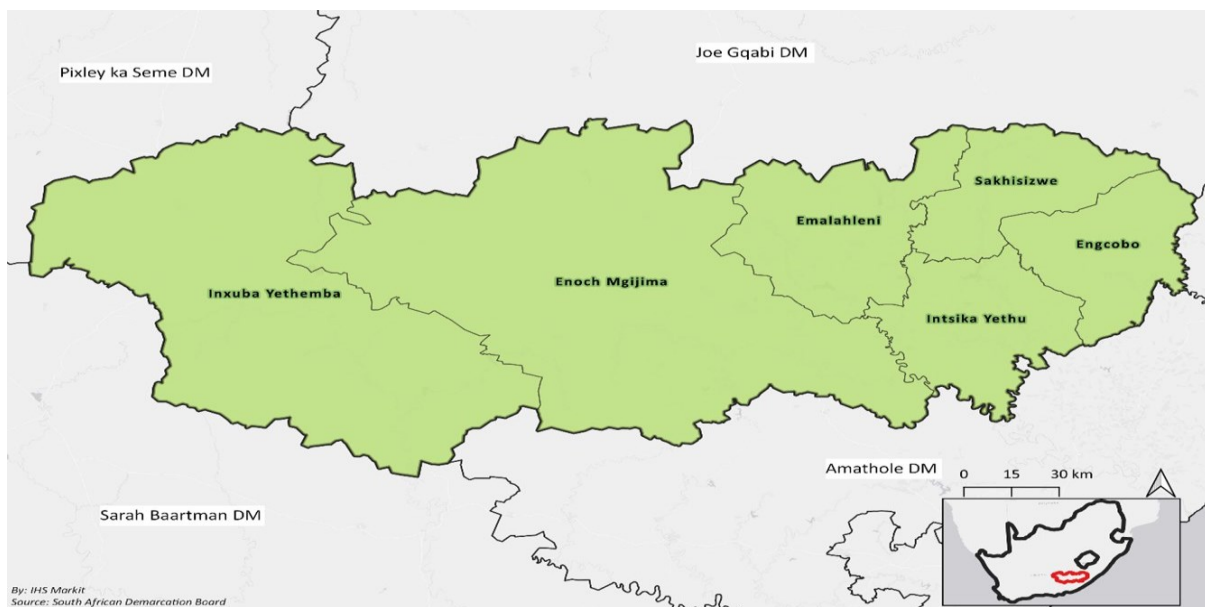 Joe Gqabi DM
Pixley ka Seme DM
Sakhisizwe
Emalahleni
Engcobo
Enoch Mgijima
Inxuba Yethemba
Intsika Yethu
Amathole DM
0 15 30 km
Sarah Baartman DM
By: IHS Markit
Source: South African Demarcation Board